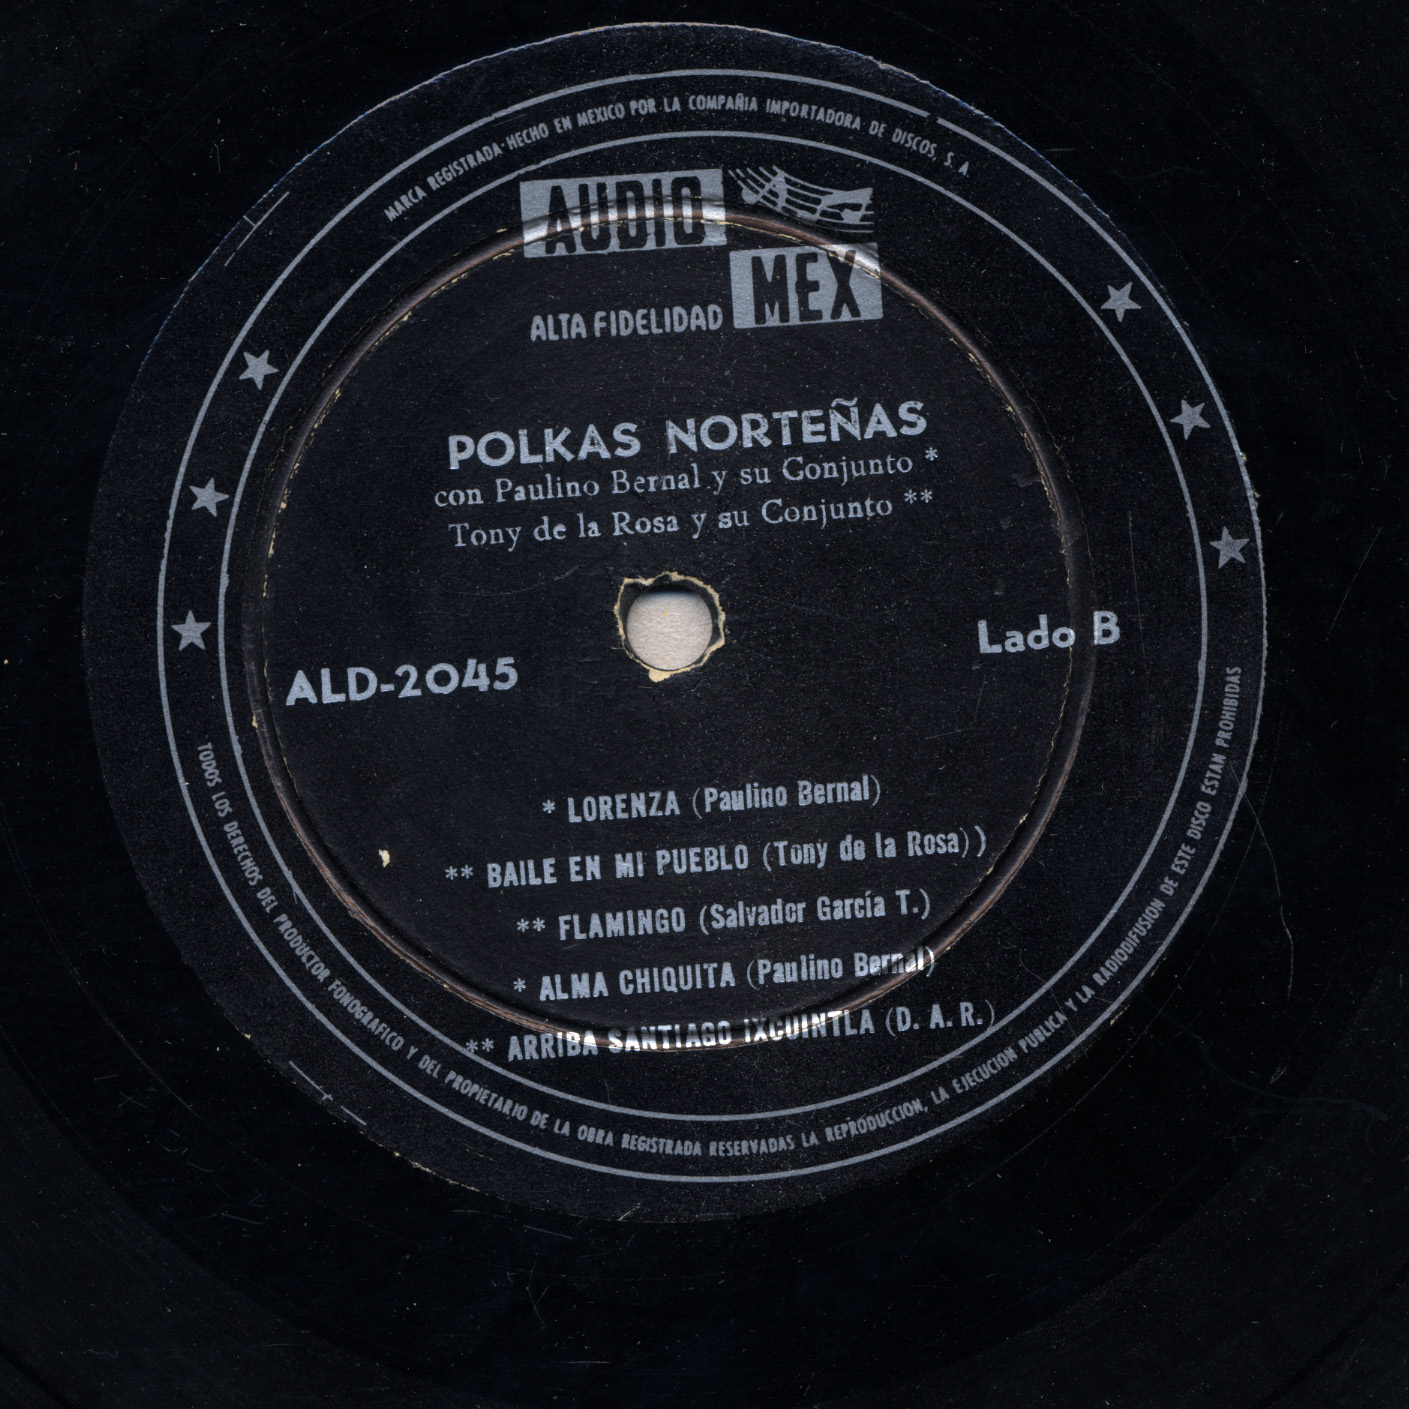 MARCA REGISTRADA-HECHO EN MEXICO POR LA COMPAÑIA IMPORTADORA DE DISCOS, S. A.
AUDIO
MEX
ALTA FIDELIDAD
POLKAS NORTEÑAS
con Paulino Bernal y su Conjunto *
Tony de la Rosa y su Conjunto **
Lado B
ALD-2045
* LORENZA (Paulino Bernal)
** BAILE EN MI PUEBLO (Tony de la Rosa))
** FLAMINGO (Salvador García T.)
* ALMA CHIQUITA (Paulino Bernal)
** ARRIBA SANTIAGO IXCUINTLA (D. A. R.)
TODOS LOS DERECHOS DEL PRODUCTOR FONOGRAFICO Y DEL PROPIETARIO DE LA OBRA REGISTRADA RESERVADAS LA REPRODUCCION, LA EJECUCION PUBLICA Y LA RADIODIFUSION DE ESTE DISCO ESTAN PROHIBIDAS